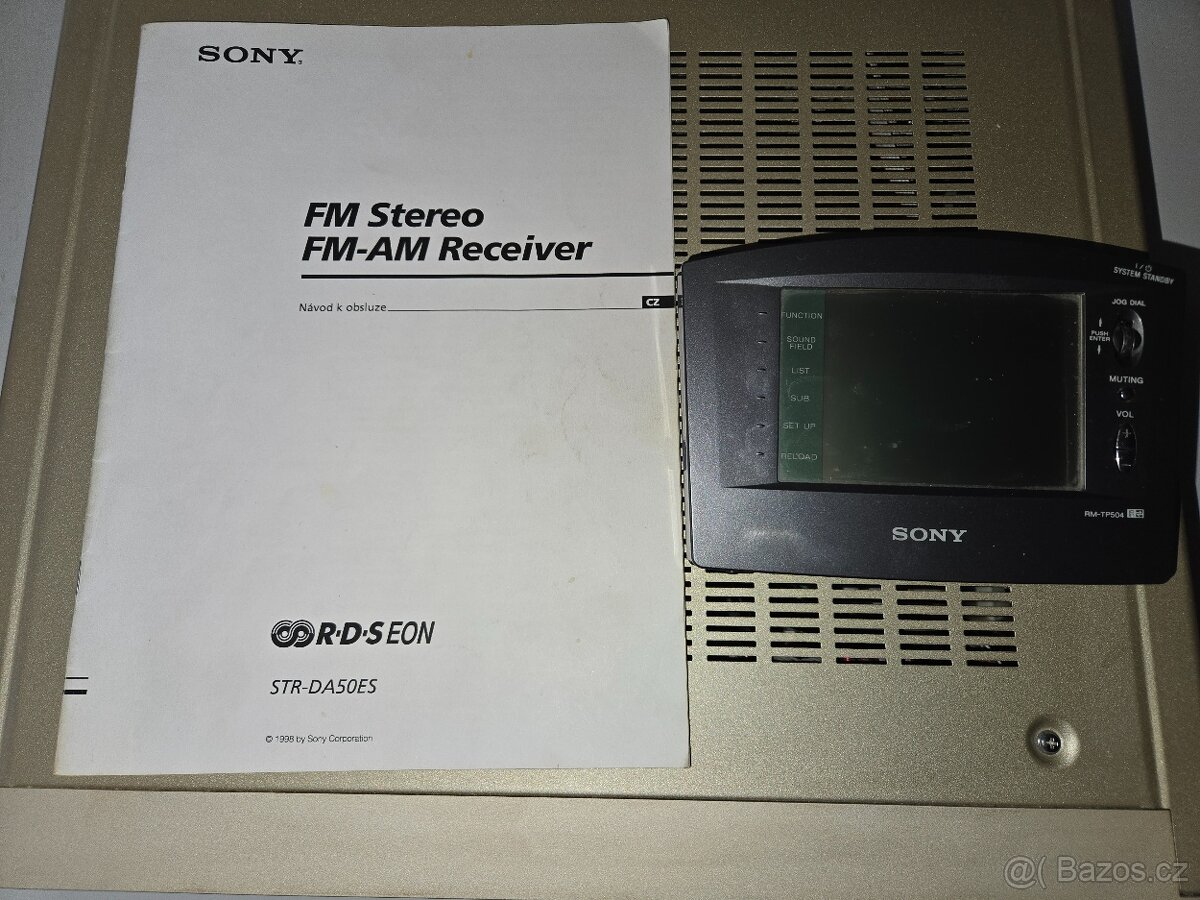 SONY
FM Stereo
FM-AM Receiver
Návod k obsluze
CZ
R·D·S EON
STR-DA50ES
© 1998 by Sony Corporation
I/⏻
SYSTEM STANDBY
JOG DIAL
PUSH
ENTER
MUTING
VOL
+
FUNCTION
SOUND
FIELD
LIST
SUB
SET UP
RELOAD
RM-TP504
SONY
@( Bazos.cz